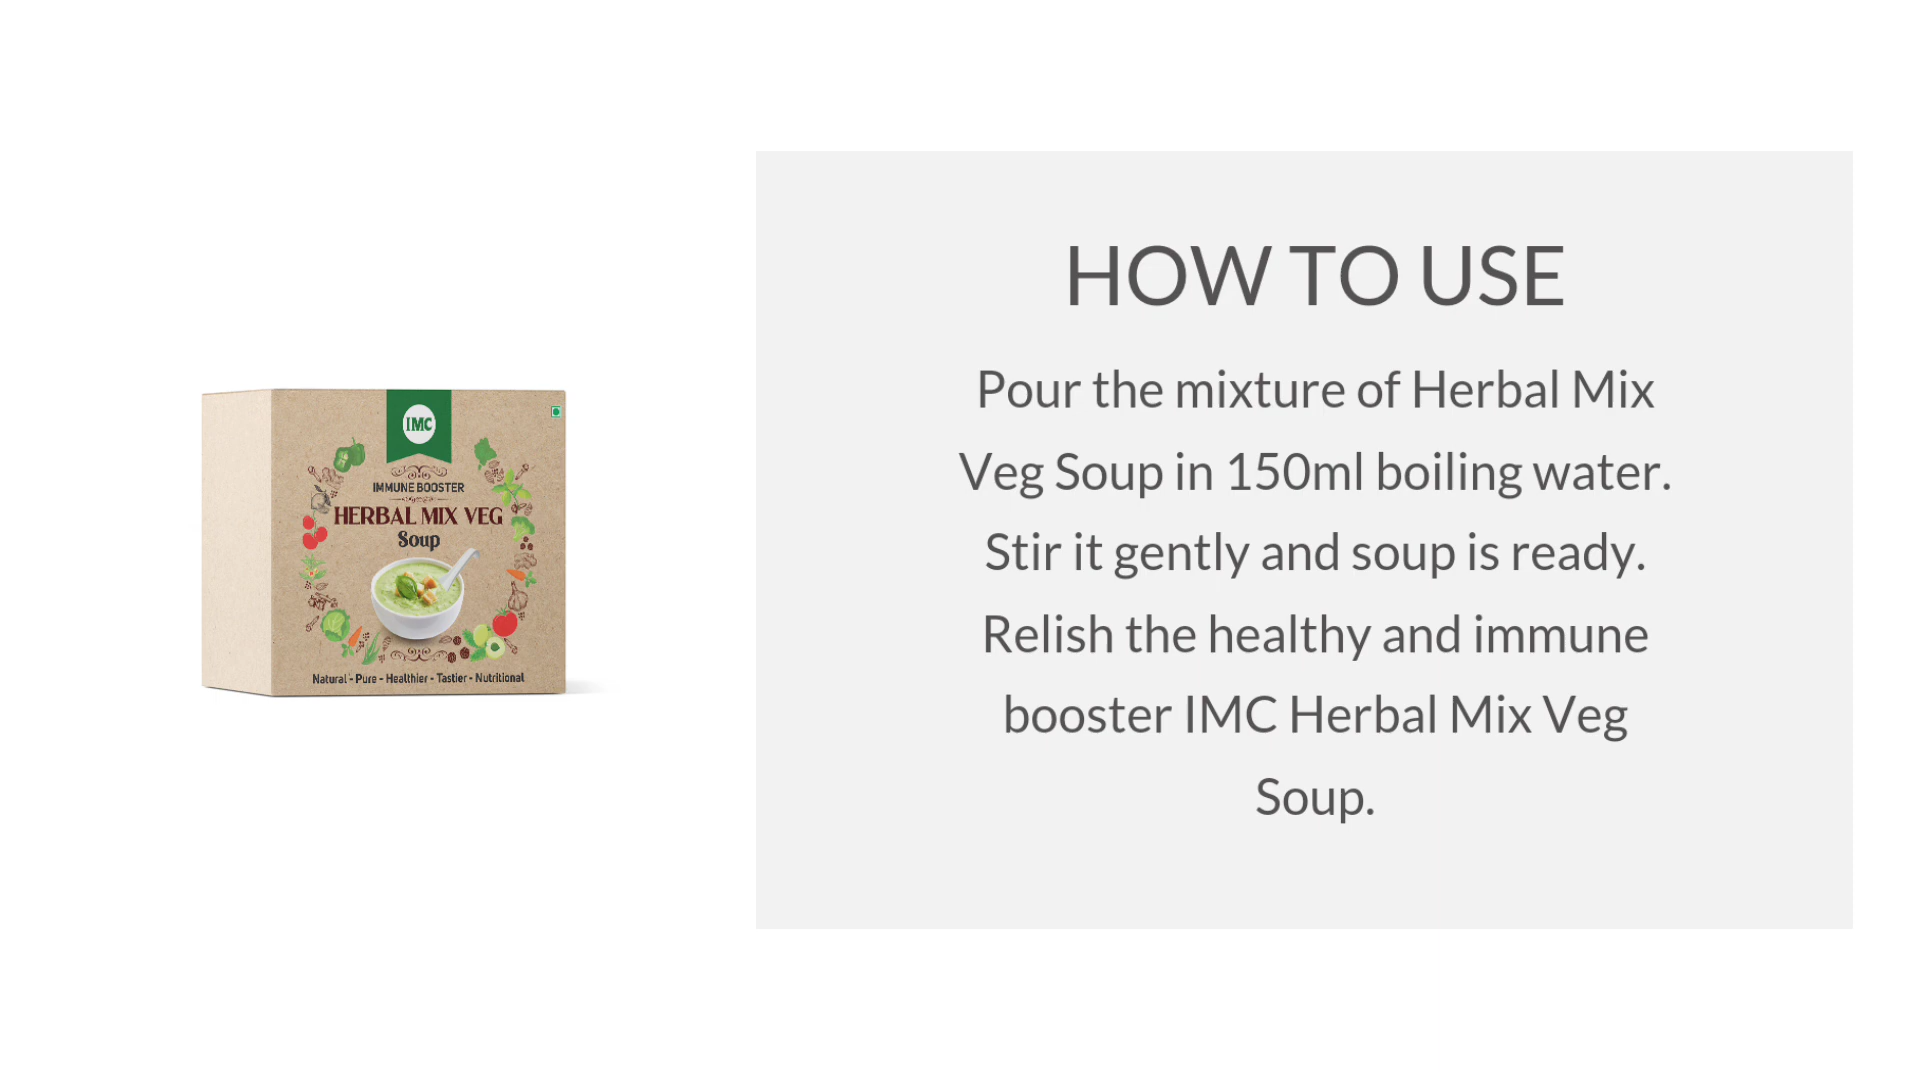 IMC
IMMUNE BOOSTER
HERBAL MIX VEG
Soup
Natural - Pure - Healthier - Tastier - Nutritional
HOW TO USE
Pour the mixture of Herbal Mix
Veg Soup in 150ml boiling water.
Stir it gently and soup is ready.
Relish the healthy and immune
booster IMC Herbal Mix Veg
Soup.